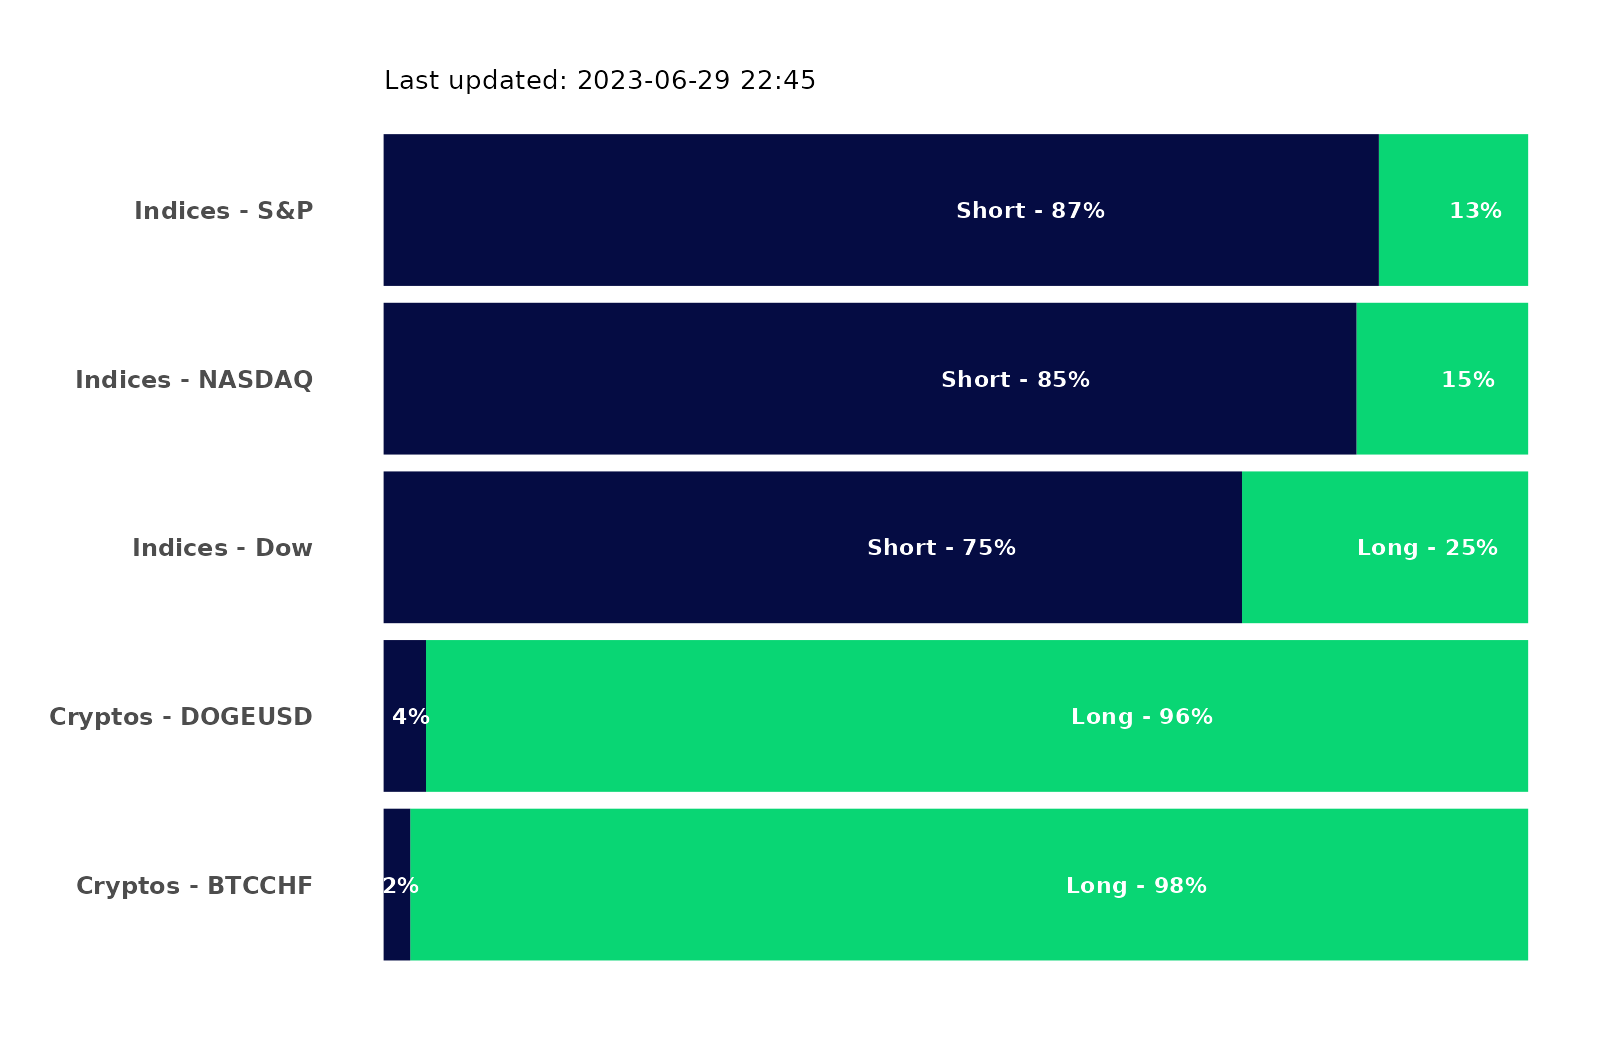 Last updated: 2023-06-29 22:45
Indices - S&P Short - 87% 13%
Indices - NASDAQ Short - 85% 15%
Indices - Dow Short - 75% Long - 25%
Cryptos - DOGEUSD 4% Long - 96%
Cryptos - BTCCHF 2% Long - 98%